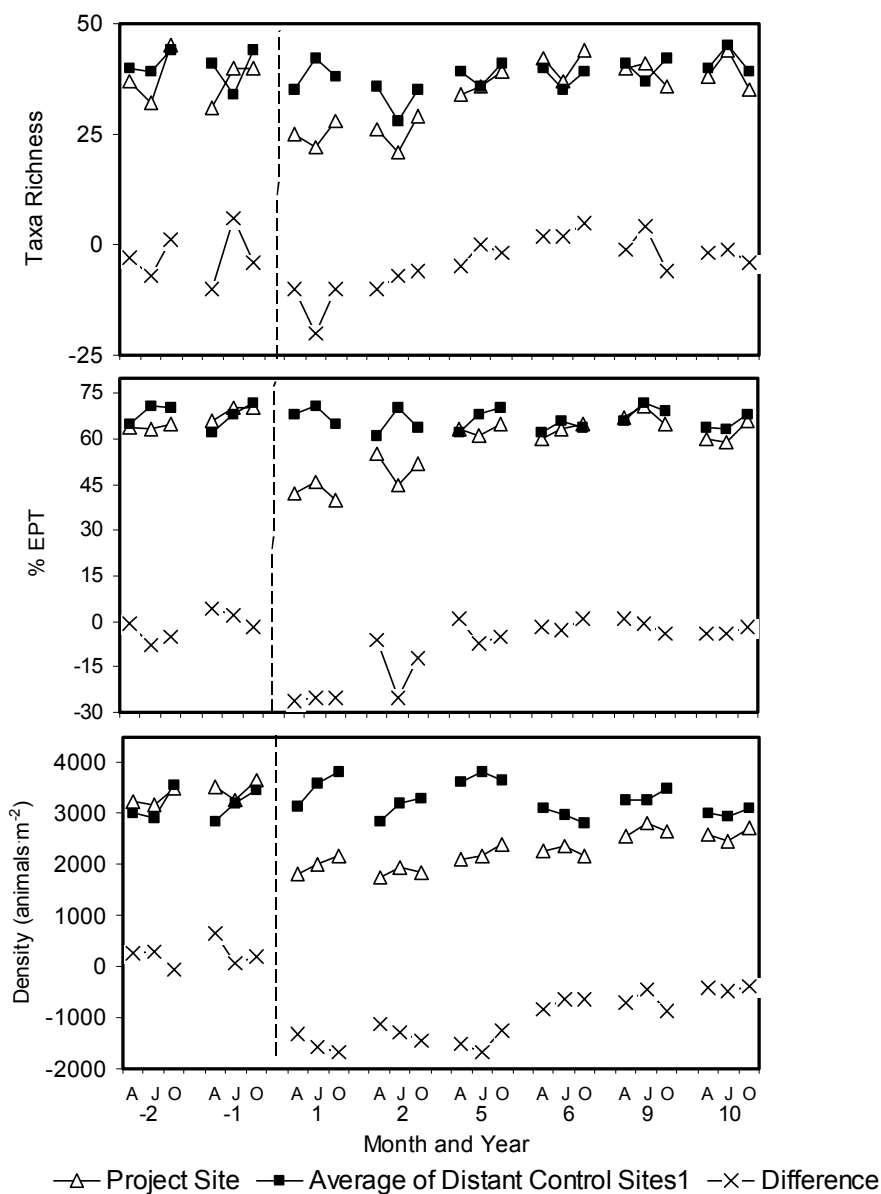 50
25
0
-25
Taxa Richness
75
60
45
30
15
0
-15
-30
% EPT
4000
3000
2000
1000
0
-1000
-2000
Density (animals·m-2)
A J O A J O A J O A J O A J O A J O A J O A J O
-2 -1 1 2 5 6 9 10
Month and Year
Project Site Average of Distant Control Sites1 Difference